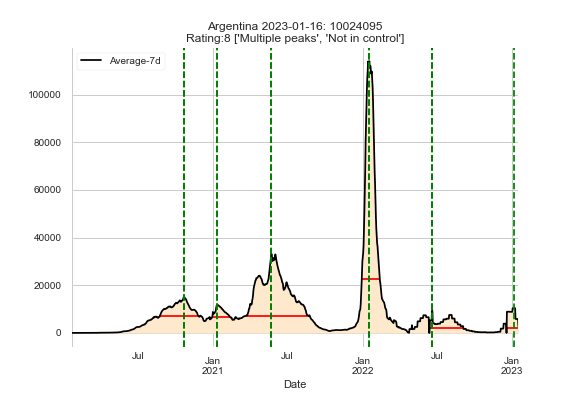 Argentina 2023-01-16: 10024095
Rating:8 ['Multiple peaks', 'Not in control']
Average-7d
100000
80000
60000
40000
20000
0
Jul
Jan
2021
Jul
Jan
2022
Jul
Jan
2023
Date